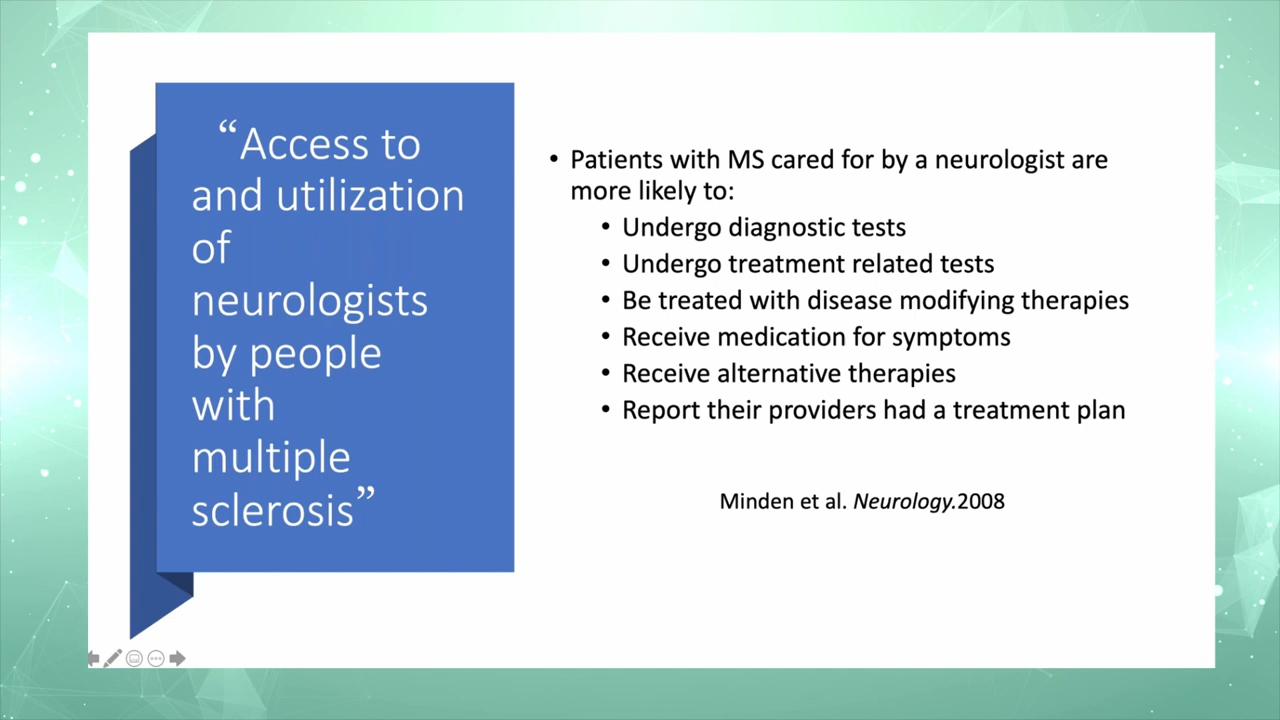 “Access to
and utilization
of
neurologists
by people
with
multiple
sclerosis”
• Patients with MS cared for by a neurologist are
more likely to:
• Undergo diagnostic tests
• Undergo treatment related tests
• Be treated with disease modifying therapies
• Receive medication for symptoms
• Receive alternative therapies
• Report their providers had a treatment plan
Minden et al. Neurology.2008